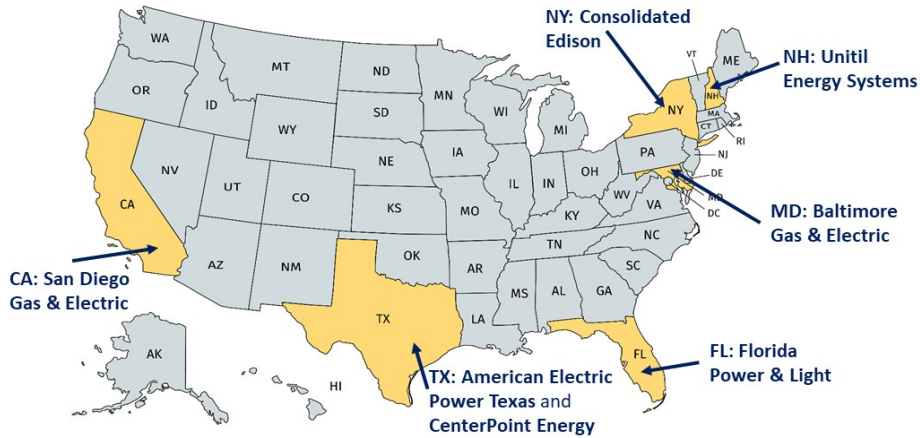 NY: Consolidated
Edison
NH: Unitil
Energy Systems
MD: Baltimore
Gas & Electric
FL: Florida
Power & Light
TX: American Electric
Power Texas and
CenterPoint Energy
CA: San Diego
Gas & Electric
WA
MT
ND
MN
VT
ME
OR
ID
SD
WI
MI
NY
NH
MA
CT
RI
WY
IA
NE
PA
NJ
NV
UT
CO
KS
MO
IL
IN
OH
WV
VA
DE
MD
DC
KY
CA
AZ
NM
OK
AR
TN
NC
SC
MS
AL
GA
TX
LA
FL
AK
HI